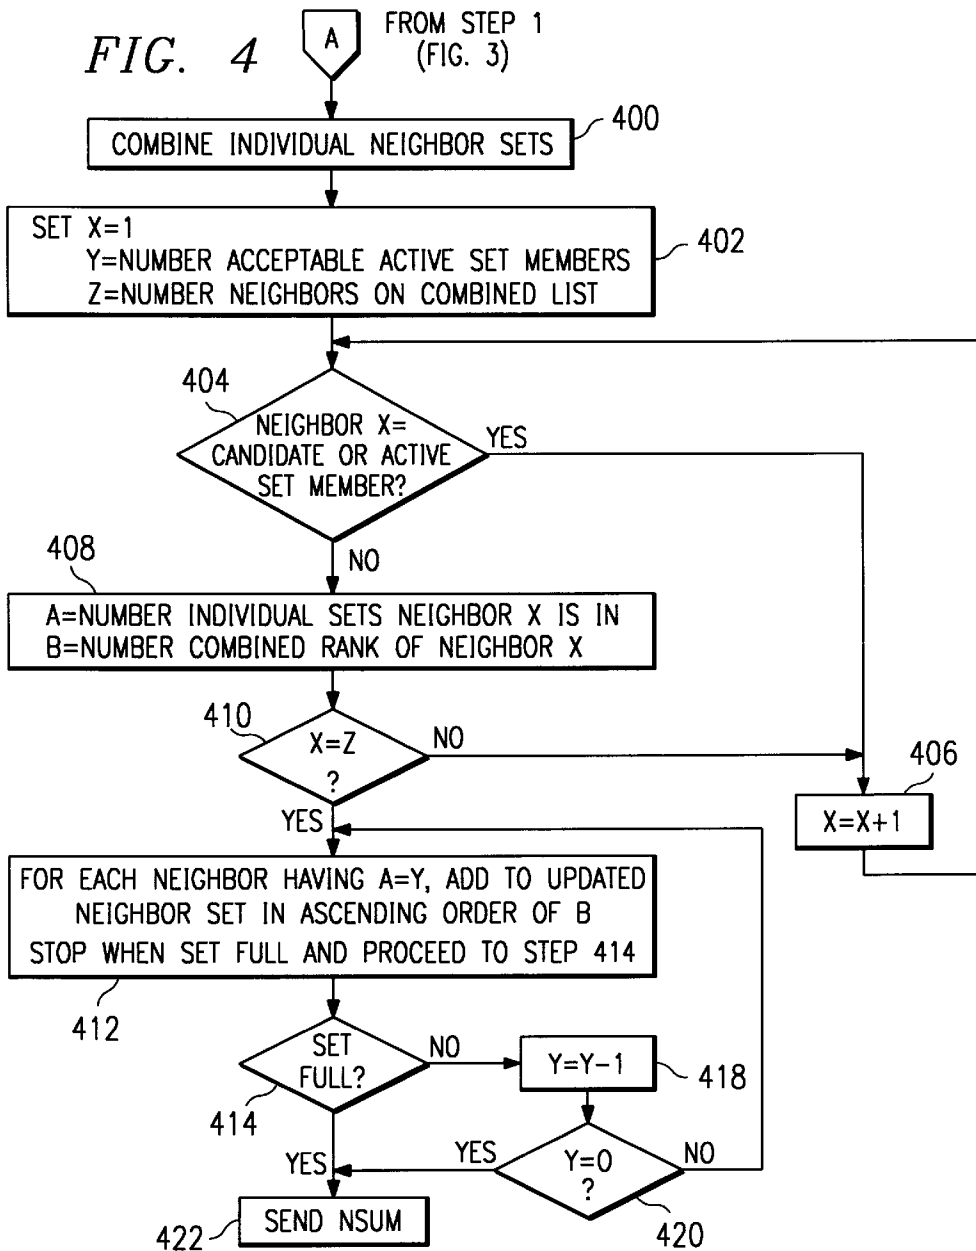 FIG. 4
A
FROM STEP 1
(FIG. 3)
COMBINE INDIVIDUAL NEIGHBOR SETS
400
SET X=1
Y=NUMBER ACCEPTABLE ACTIVE SET MEMBERS
Z=NUMBER NEIGHBORS ON COMBINED LIST
402
404
NEIGHBOR X=
CANDIDATE OR ACTIVE
SET MEMBER?
YES
NO
408
A=NUMBER INDIVIDUAL SETS NEIGHBOR X IS IN
B=NUMBER COMBINED RANK OF NEIGHBOR X
410
X=Z
?
NO
YES
406
X=X+1
FOR EACH NEIGHBOR HAVING A=Y, ADD TO UPDATED
NEIGHBOR SET IN ASCENDING ORDER OF B
STOP WHEN SET FULL AND PROCEED TO STEP 414
412
SET
FULL?
414
NO
YES
Y=Y-1
418
Y=0
?
YES
NO
420
SEND NSUM
422